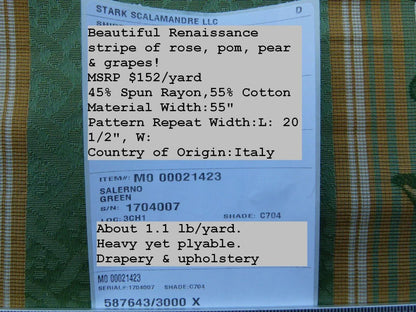 STARK SCALAMANDRE LLC
D
Beautiful Renaissance
stripe of rose, pom, pear
& grapes!
MSRP $152/yard
45% Spun Rayon,55% Cotton
Material Width:55"
Pattern Repeat Width:L: 20
1/2", W:
Country of Origin:Italy
ITEM#: M0 00021423
SALERNO
GREEN
S/N: 1704007
3CH1 SHADE: C704
About 1.1 lb/yard.
Heavy yet plyable.
Drapery & upholstery
M0 00021423
SERIAL#:1704007 SHADE:C704
587643/3000 X